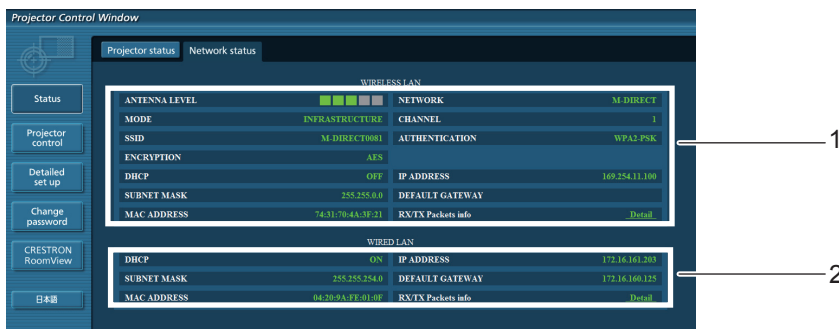 Projector Control Window
Projector status Network status
WIRELESS LAN
Status
ANTENNA LEVEL NETWORK M-DIRECT
MODE INFRASTRUCTURE CHANNEL 1
Projector control
SSID M-DIRECT0081 AUTHENTICATION WPA2-PSK
1
ENCRYPTION AES
Detailed set up
DHCP OFF IP ADDRESS 169.254.11.100
SUBNET MASK 255.255.0.0 DEFAULT GATEWAY
Change password
MAC ADDRESS 74:31:70:4A:3F:21 RX/TX Packets info Detail
WIRED LAN
CRESTRON RoomView
DHCP ON IP ADDRESS 172.16.161.203
SUBNET MASK 255.255.254.0 DEFAULT GATEWAY 172.16.160.125
2
日本語
MAC ADDRESS 04:20:9A:FE:01:0F RX/TX Packets info Detail